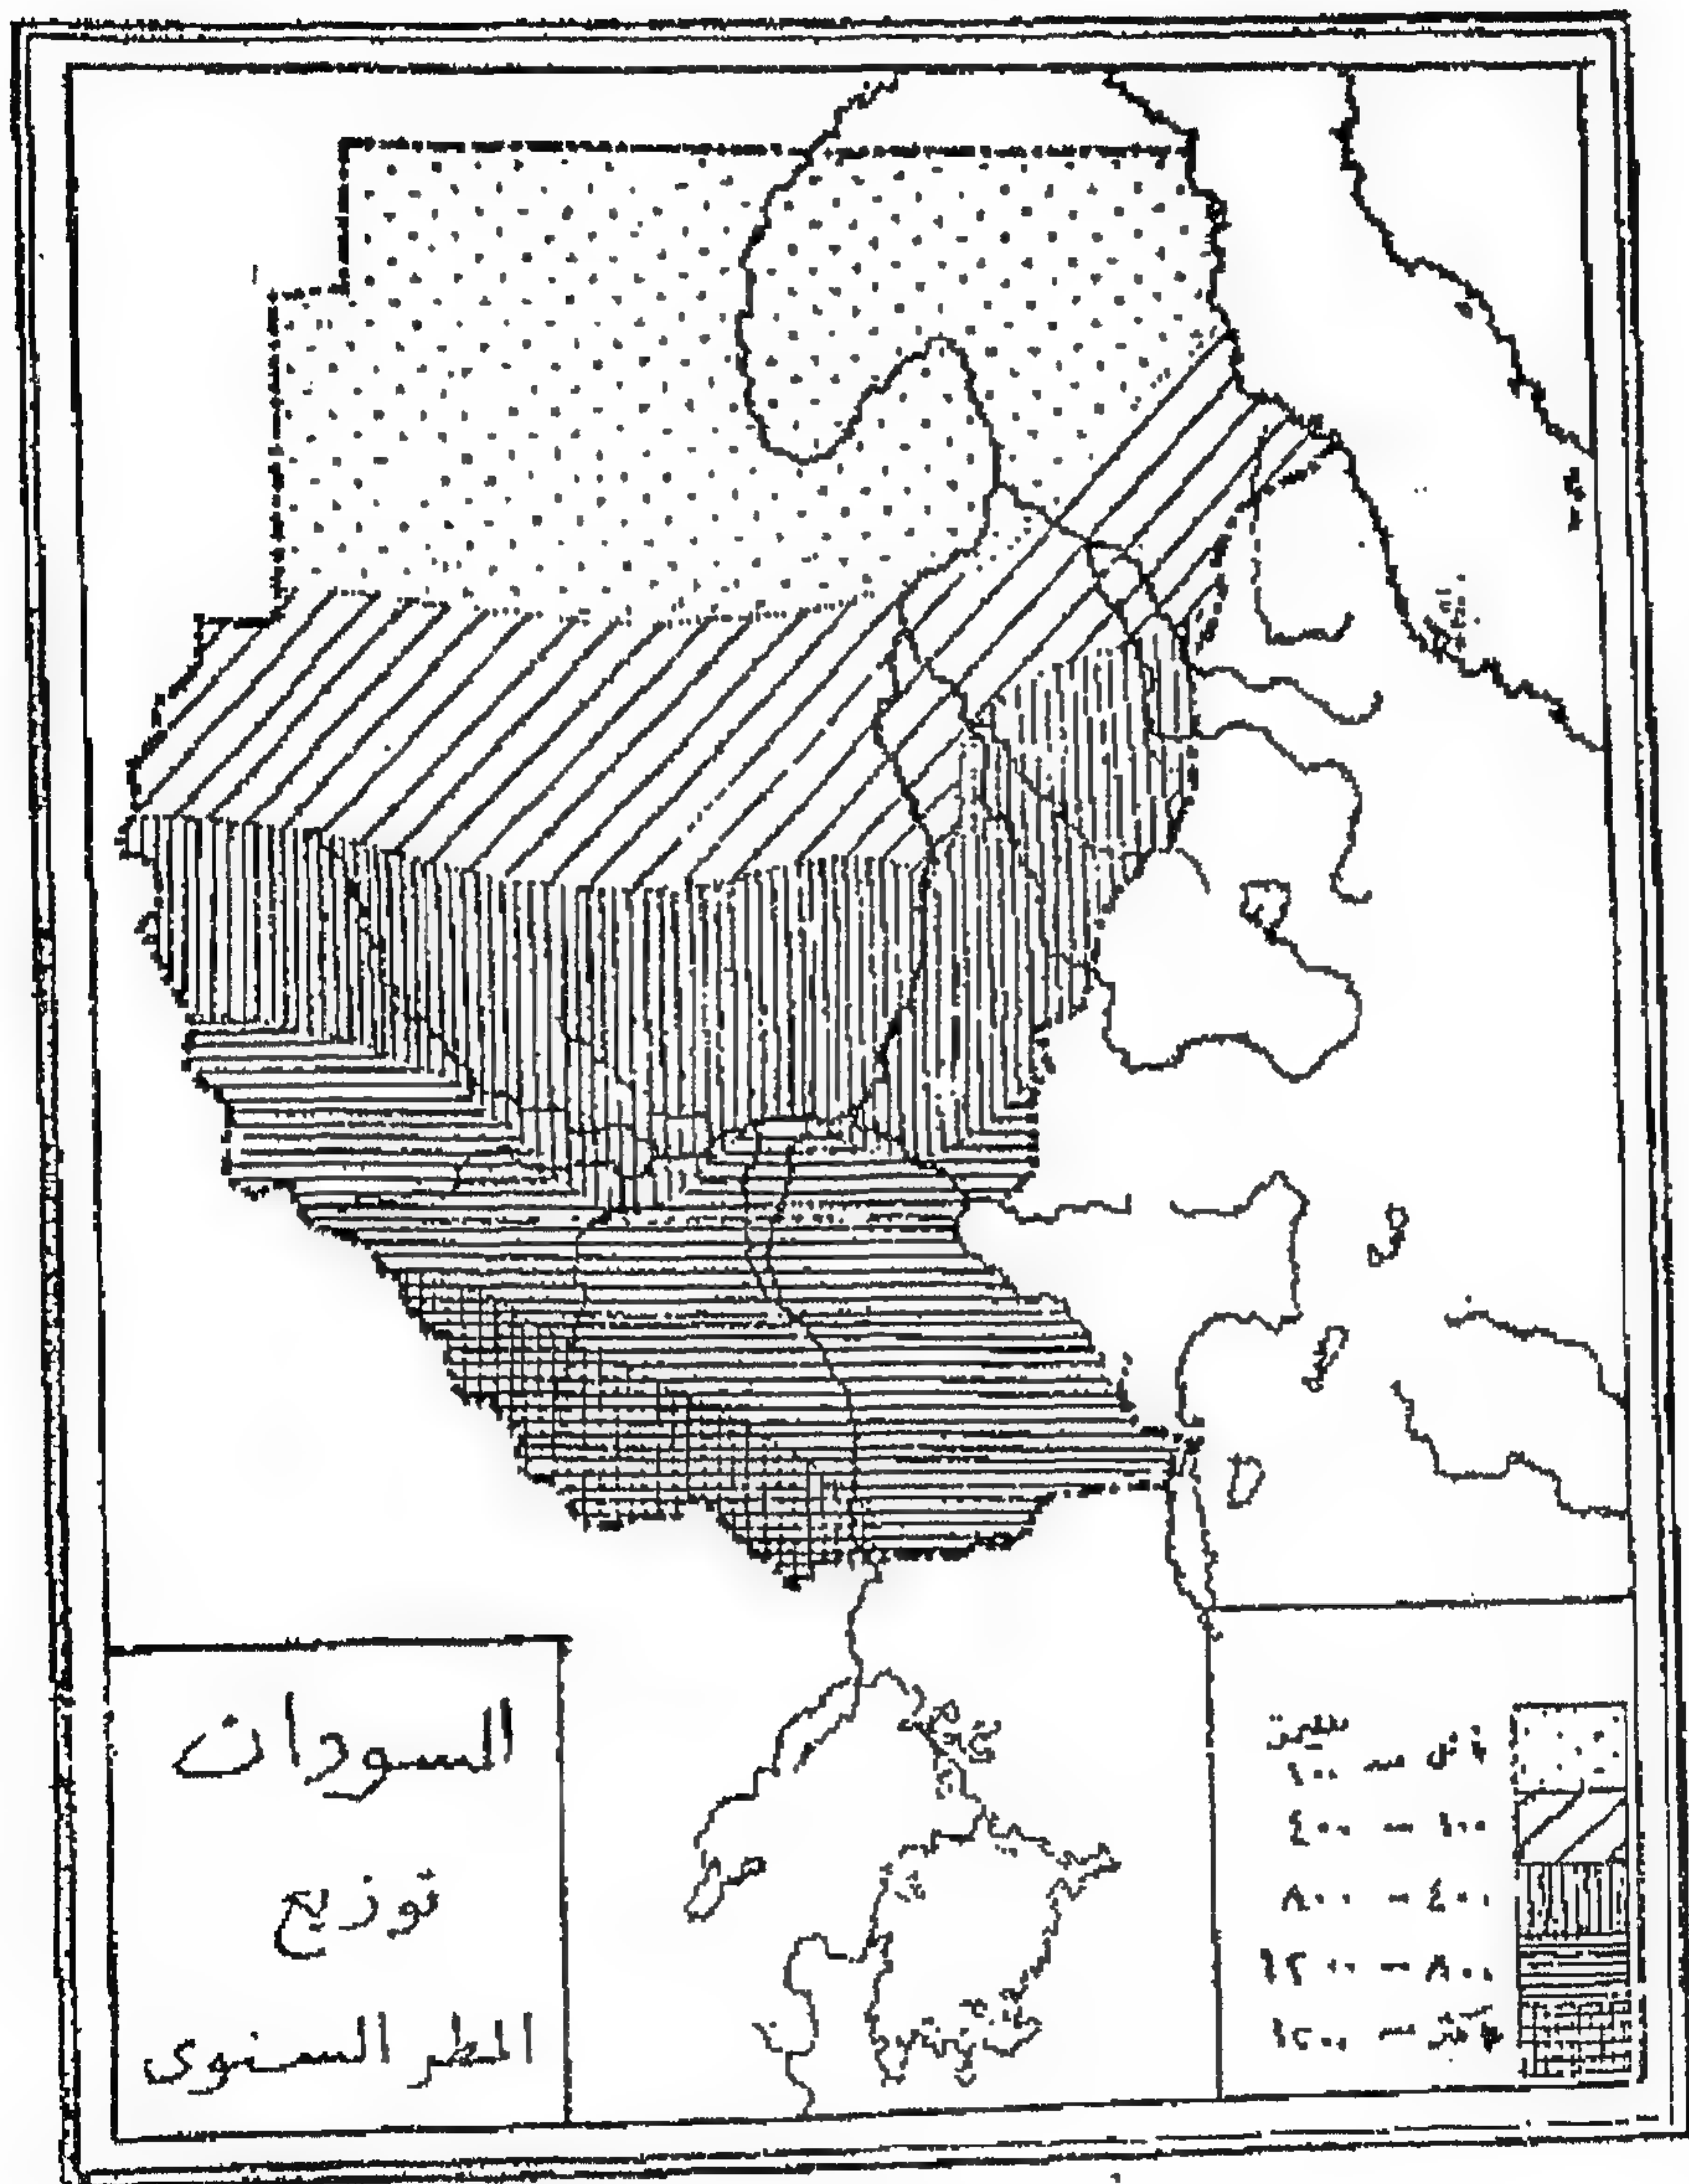 السودان
توزيع
المطر السنوى
ملليمتر
أقل من ١٠٠
١٠٠ - ٤٠٠
٤٠٠ - ٨٠٠
٨٠٠ - ١٢٠٠
أكثر من ١٢٠٠